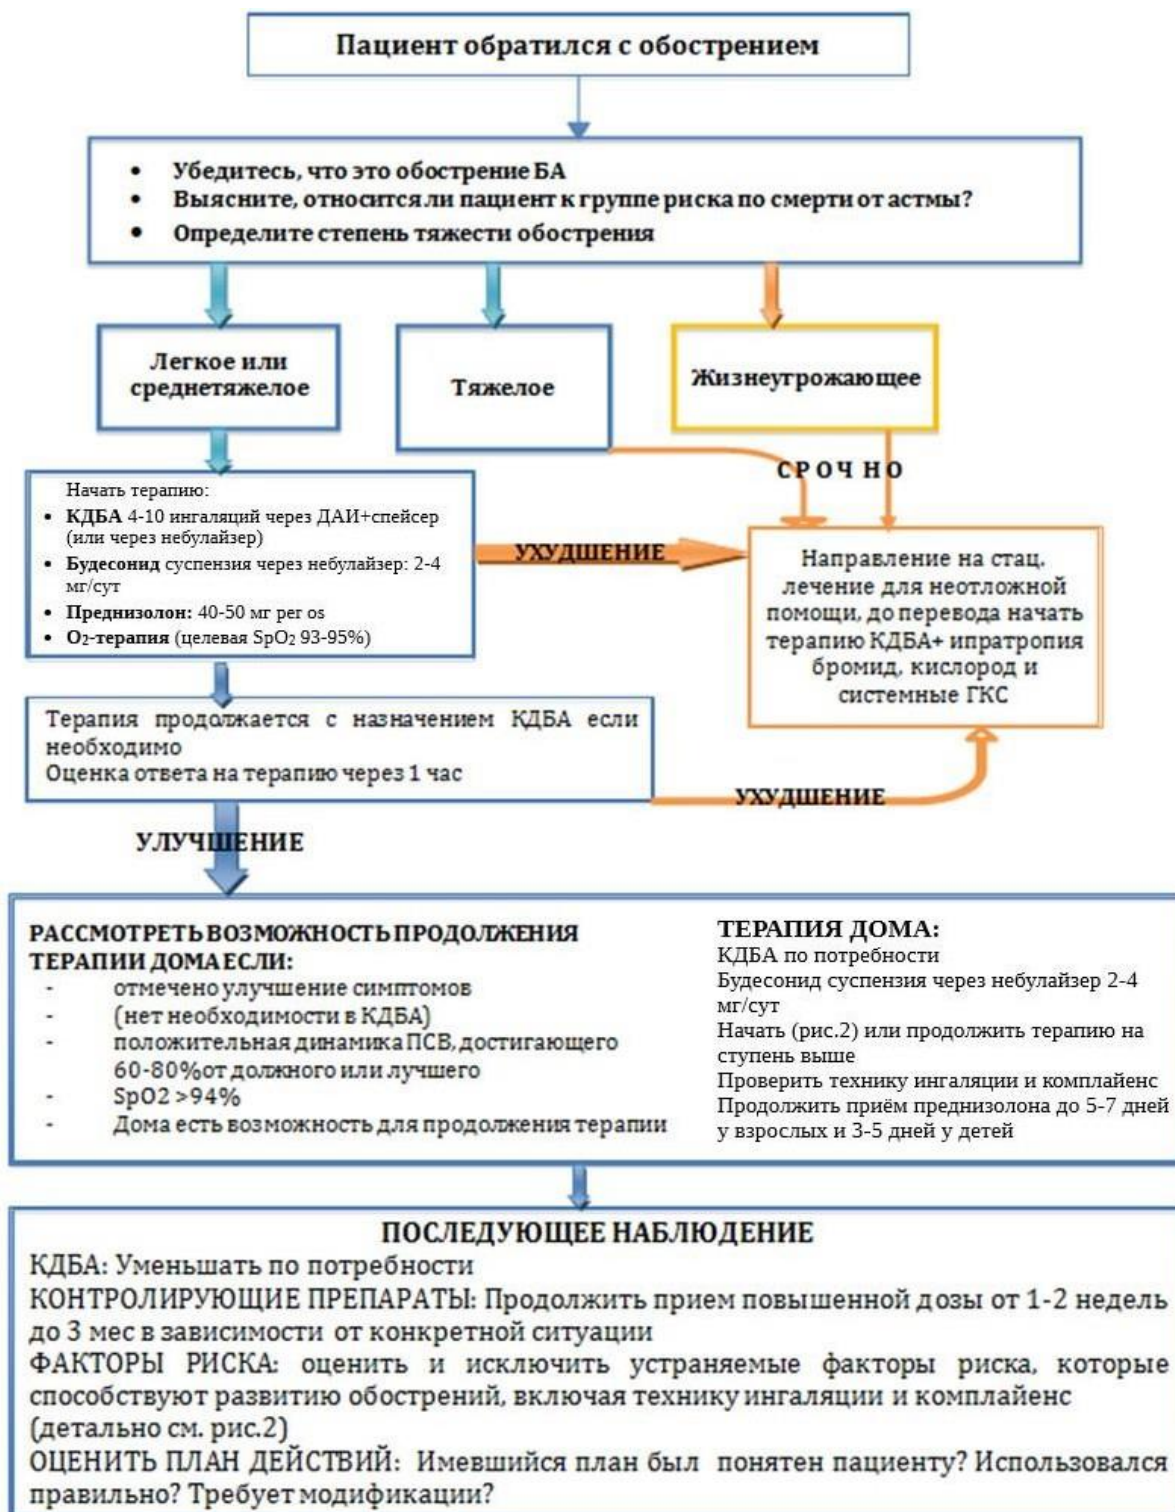 Пациент обратился с обострением
• Убедитесь, что это обострение БА
• Выясните, относится ли пациент к группе риска по смерти от астмы?
• Определите степень тяжести обострения
Легкое или
среднетяжелое
Тяжелое
Жизнеугрожающее
СРОЧНО
Начать терапию:
• КДБА 4-10 ингаляций через ДАИ+спейсер
(или через небулайзер)
• Будесонид суспензия через небулайзер: 2-4
мг/сут
• Преднизолон: 40-50 мг per os
• О₂-терапия (целевая SpO₂ 93-95%)
УХУДШЕНИЕ
Направление на стац.
лечение для неотложной
помощи, до перевода начать
терапию КДБА+ ипратропия
бромид, кислород и
системные ГКС
Терапия продолжается с назначением КДБА если
необходимо
Оценка ответа на терапию через 1 час
УХУДШЕНИЕ
УЛУЧШЕНИЕ
РАССМОТРЕТЬ ВОЗМОЖНОСТЬ ПРОДОЛЖЕНИЯ
ТЕРАПИИ ДОМА ЕСЛИ:
- отмечено улучшение симптомов
- (нет необходимости в КДБА)
- положительная динамика ПСВ, достигающего
60-80% от должного или лучшего
- SpO2 >94%
- Дома есть возможность для продолжения терапии
ТЕРАПИЯ ДОМА:
КДБА по потребности
Будесонид суспензия через небулайзер 2-4
мг/сут
Начать (рис.2) или продолжить терапию на
ступень выше
Проверить технику ингаляции и комплайенс
Продолжить приём преднизолона до 5-7 дней
у взрослых и 3-5 дней у детей
ПОСЛЕДУЮЩЕЕ НАБЛЮДЕНИЕ
КДБА: Уменьшать по потребности
КОНТРОЛИРУЮЩИЕ ПРЕПАРАТЫ: Продолжить прием повышенной дозы от 1-2 недель
до 3 мес в зависимости от конкретной ситуации
ФАКТОРЫ РИСКА: оценить и исключить устраняемые факторы риска, которые
способствуют развитию обострений, включая технику ингаляции и комплайенс
(детально см. рис.2)
ОЦЕНИТЬ ПЛАН ДЕЙСТВИЙ: Имевшийся план был понятен пациенту? Использовался
правильно? Требует модификации?